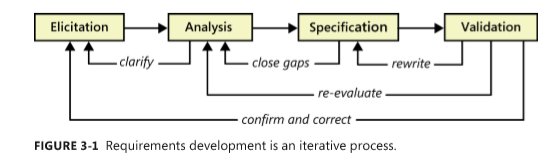 Elicitation Analysis Specification Validation
clarify close gaps rewrite
re-evaluate
confirm and correct
FIGURE 3-1 Requirements development is an iterative process.